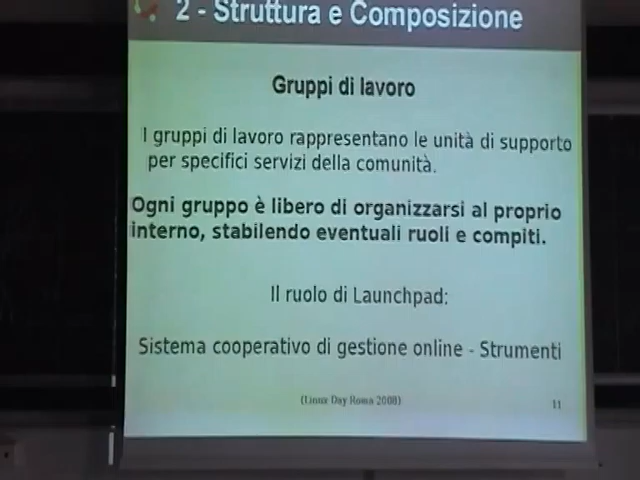 2 - Struttura e Composizione
Gruppi di lavoro
I gruppi di lavoro rappresentano le unità di supporto
per specifici servizi della comunità.
Ogni gruppo è libero di organizzarsi al proprio
interno, stabilendo eventuali ruoli e compiti.
Il ruolo di Launchpad:
Sistema cooperativo di gestione online - Strumenti
(Linux Day Roma 2008)
11